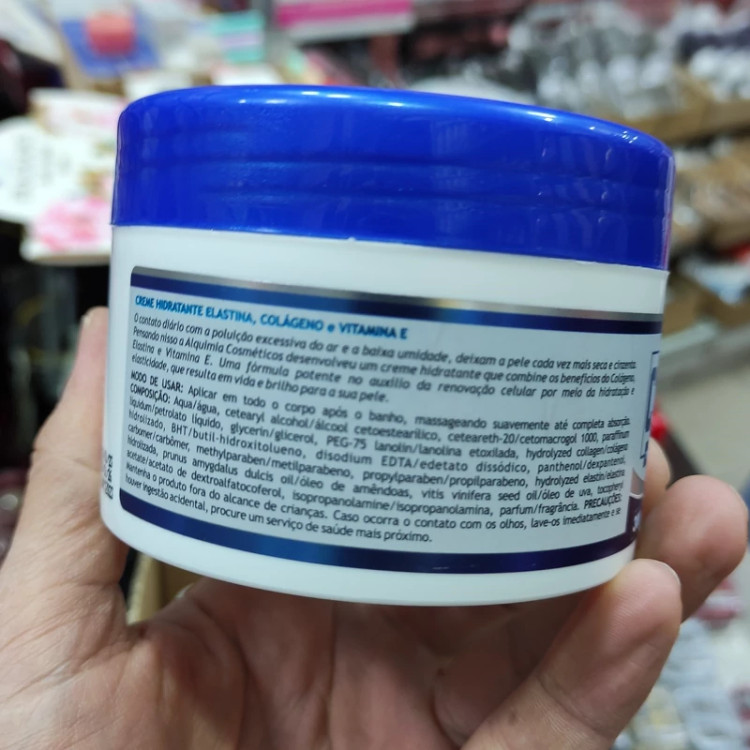 CREME HIDRATANTE ELASTINA, COLÁGENO e VITAMINA E
O contato diário com a poluição excessiva do ar e a baixa umidade, deixam a pele cada vez mais seca e cinzenta.
Pensando nisso a Alquimia Cosméticos desenvolveu um creme hidratante que combine os benefícios do Colágeno,
Elastina e Vitamina E. Uma fórmula potente no auxílio da renovação celular por meio da hidratação e
elasticidade, que resulta em vida e brilho para a sua pele.
MODO DE USAR: Aplicar em todo o corpo após o banho, massageando suavemente até completa absorção.
COMPOSIÇÃO: Aqua/água, cetearyl alcohol/álcool cetoestearílico, ceteareth-20/cetomacrogol 1000, paraffinum
liquidum/petrolato líquido, glycerin/glicerol, PEG-75 lanolin/lanolina etoxilada, hydrolyzed collagen/colágeno
hidrolizado, BHT/butil-hidroxitolueno, disodium EDTA/edetato dissódico, panthenol/dexpantenol,
carbomer/carbômer, methylparaben/metilparabeno, propylparaben/propilparabeno, hydrolyzed elastin/elastina
hidrolizada, prunus amygdalus dulcis oil/óleo de amêndoas, vitis vinifera seed oil/óleo de uva, tocopheryl
acetate/acetato de dextroalfatocoferol, isopropanolamine/isopropanolamina, parfum/fragrância. PRECAUÇÕES:
Mantenha o produto fora do alcance de crianças. Caso ocorra o contato com os olhos, lave-os imediatamente e se
houver ingestão acidental, procure um serviço de saúde mais próximo.